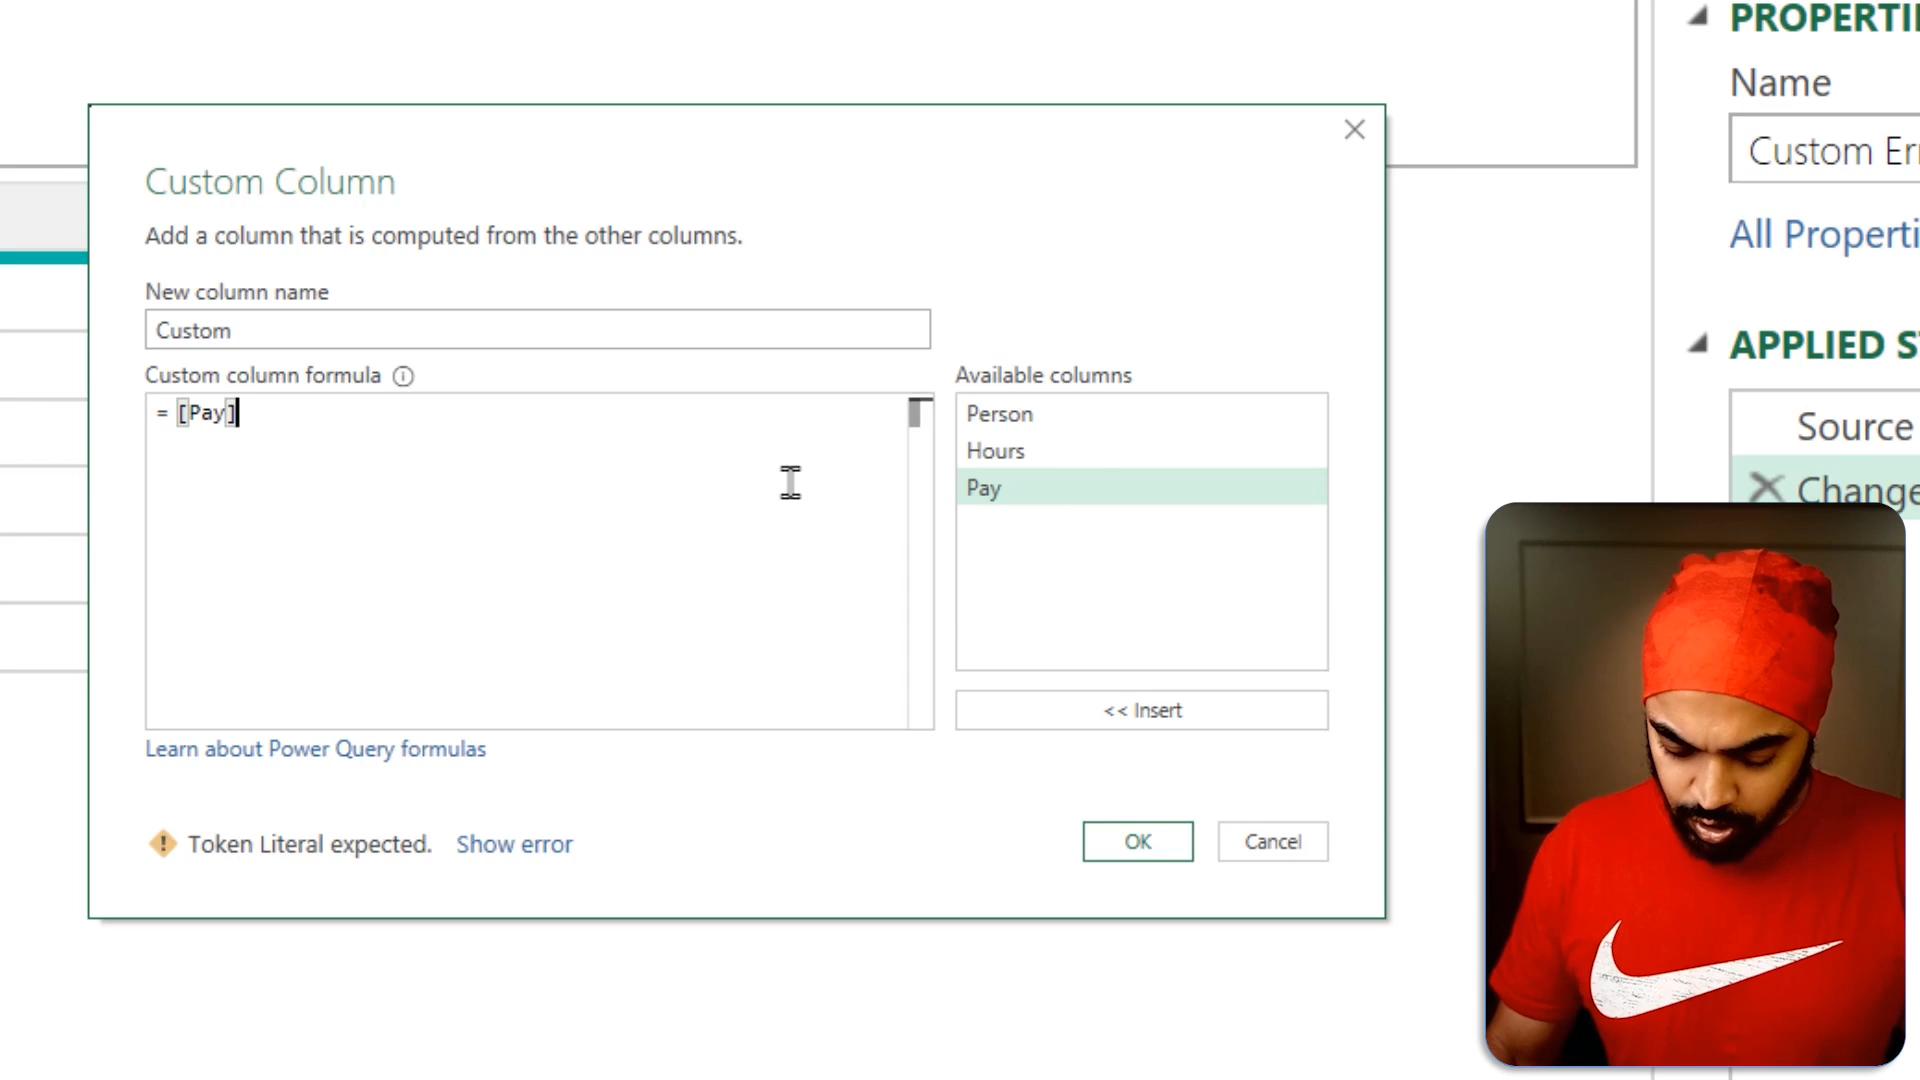 PROPERTI
Name
Custom Er
All Properti
APPLIED S
Source
Change
Custom Column
Add a column that is computed from the other columns.
New column name
Custom
Custom column formula
= [Pay]
Available columns
Person
Hours
Pay
<< Insert
Learn about Power Query formulas
Token Literal expected. Show error
OK
Cancel